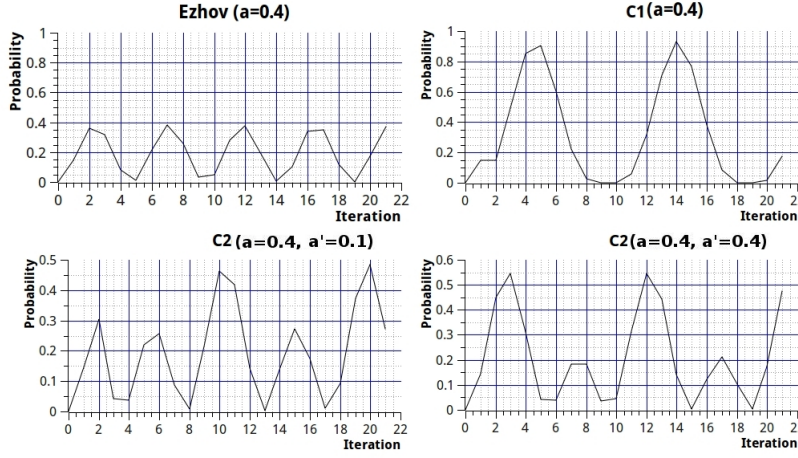 Ezhov (a=0.4)
Probability
1
0.8
0.6
0.4
0.2
0
0 2 4 6 8 10 12 14 16 18 20 22
Iteration
C1(a=0.4)
Probability
1
0.8
0.6
0.4
0.2
0
0 2 4 6 8 10 12 14 16 18 20 2
Iteration
C2 (a=0.4, a'=0.1)
Probability
0.5
0.4
0.3
0.2
0.1
0
0 2 4 6 8 10 12 14 16 18 20 22
Iteration
C2(a=0.4, a'=0.4)
Probability
0.6
0.5
0.4
0.3
0.2
0.1
0
0 2 4 6 8 10 12 14 16 18 20 2
Iteration